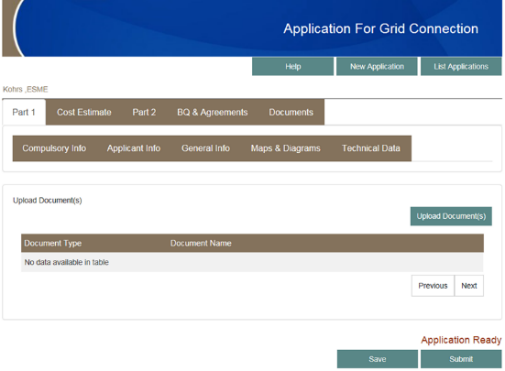 Application For Grid Connection
Help New Application List Applications
Kohrs ,ESME
Part 1 Cost Estimate Part 2 BQ & Agreements Documents
Compulsory Info Applicant Info General Info Maps & Diagrams Technical Data
Upload Document(s)
Upload Document(s)
Document Type Document Name
No data available in table
Previous Next
Application Ready
Save Submit